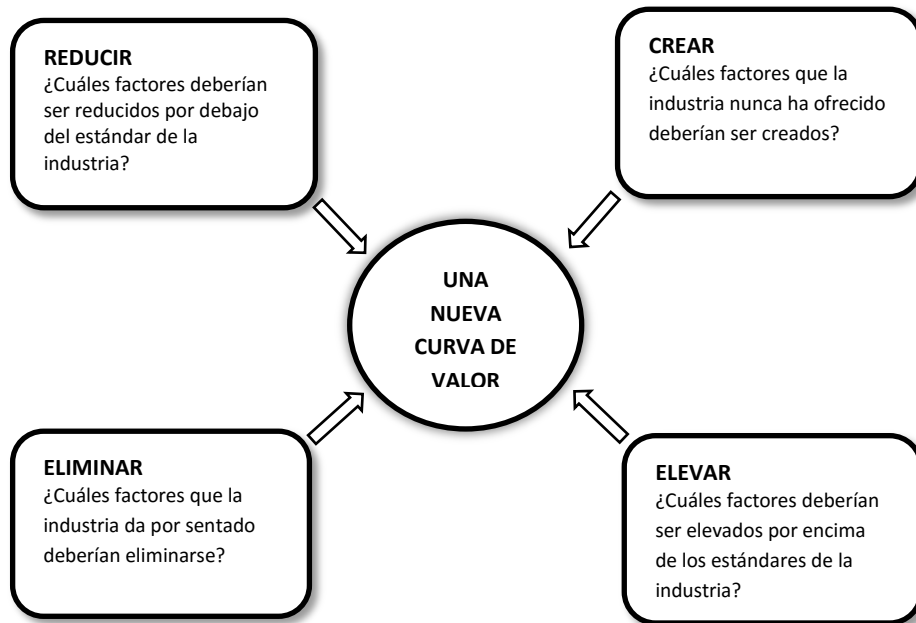 REDUCIR
¿Cuáles factores deberían
ser reducidos por debajo
del estándar de la
industria?
CREAR
¿Cuáles factores que la
industria nunca ha ofrecido
deberían ser creados?
UNA
NUEVA
CURVA DE
VALOR
ELIMINAR
¿Cuáles factores que la
industria da por sentado
deberían eliminarse?
ELEVAR
¿Cuáles factores deberían
ser elevados por encima
de los estándares de la
industria?